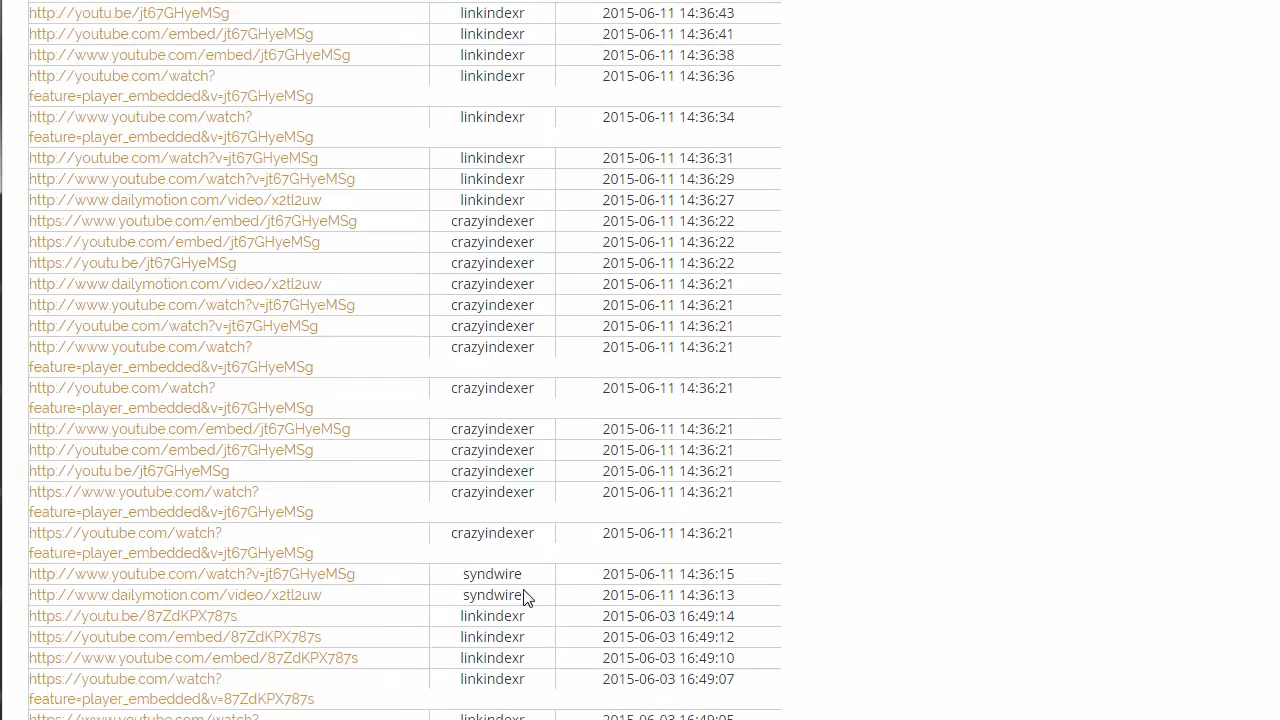 http://youtu.be/jt67GHyeMSg linkindexr 2015-06-11 14:36:43
http://youtube.com/embed/jt67GHyeMSg linkindexr 2015-06-11 14:36:41
http://www.youtube.com/embed/jt67GHyeMSg linkindexr 2015-06-11 14:36:38
http://youtube.com/watch? linkindexr 2015-06-11 14:36:36
feature=player_embedded&v=jt67GHyeMSg
http://www.youtube.com/watch? linkindexr 2015-06-11 14:36:34
feature=player_embedded&v=jt67GHyeMSg
http://youtube.com/watch?v=jt67GHyeMSg linkindexr 2015-06-11 14:36:31
http://www.youtube.com/watch?v=jt67GHyeMSg linkindexr 2015-06-11 14:36:29
http://www.dailymotion.com/video/x2tl2uw linkindexr 2015-06-11 14:36:27
https://www.youtube.com/embed/jt67GHyeMSg crazyindexer 2015-06-11 14:36:22
https://youtube.com/embed/jt67GHyeMSg crazyindexer 2015-06-11 14:36:22
https://youtu.be/jt67GHyeMSg crazyindexer 2015-06-11 14:36:22
http://www.dailymotion.com/video/x2tl2uw crazyindexer 2015-06-11 14:36:21
http://www.youtube.com/watch?v=jt67GHyeMSg crazyindexer 2015-06-11 14:36:21
http://youtube.com/watch?v=jt67GHyeMSg crazyindexer 2015-06-11 14:36:21
http://www.youtube.com/watch? crazyindexer 2015-06-11 14:36:21
feature=player_embedded&v=jt67GHyeMSg
http://youtube.com/watch? crazyindexer 2015-06-11 14:36:21
feature=player_embedded&v=jt67GHyeMSg
http://www.youtube.com/embed/jt67GHyeMSg crazyindexer 2015-06-11 14:36:21
http://youtube.com/embed/jt67GHyeMSg crazyindexer 2015-06-11 14:36:21
http://youtu.be/jt67GHyeMSg crazyindexer 2015-06-11 14:36:21
https://www.youtube.com/watch? crazyindexer 2015-06-11 14:36:21
feature=player_embedded&v=jt67GHyeMSg
https://youtube.com/watch? crazyindexer 2015-06-11 14:36:21
feature=player_embedded&v=jt67GHyeMSg
http://www.youtube.com/watch?v=jt67GHyeMSg syndwire 2015-06-11 14:36:15
http://www.dailymotion.com/video/x2tl2uw syndwire 2015-06-11 14:36:13
https://youtu.be/87ZdKPX787s linkindexr 2015-06-03 16:49:14
https://youtube.com/embed/87ZdKPX787s linkindexr 2015-06-03 16:49:12
https://www.youtube.com/embed/87ZdKPX787s linkindexr 2015-06-03 16:49:10
https://youtube.com/watch? linkindexr 2015-06-03 16:49:07
feature=player_embedded&v=87ZdKPX787s
https://www.youtube.com/watch? linkindexr 2015-06-03 16:49:05